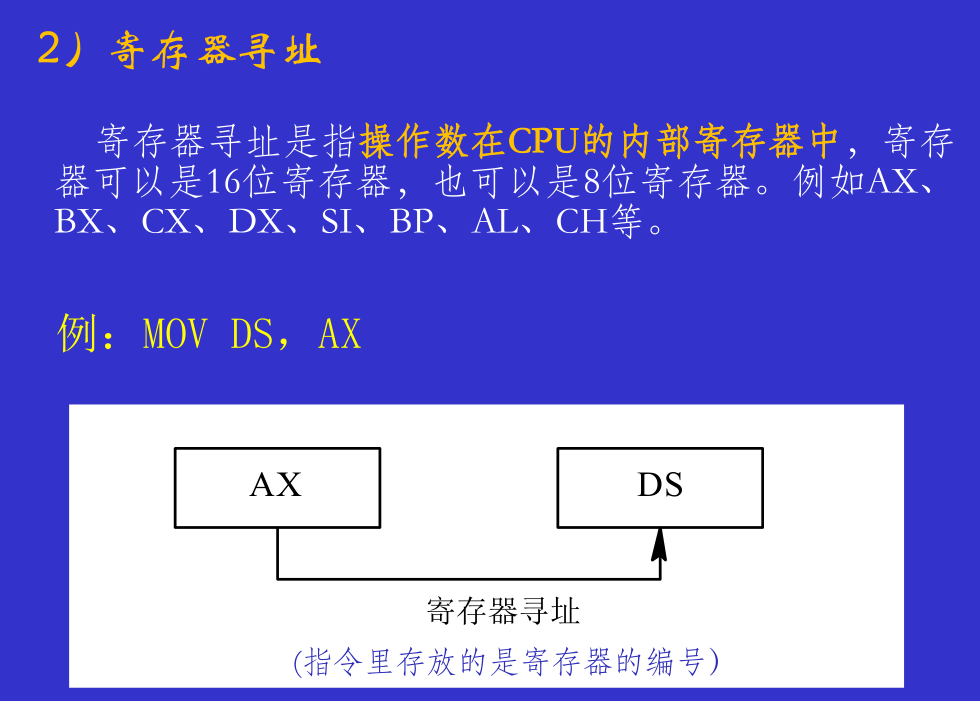 2）寄存器寻址
寄存器寻址是指操作数在CPU的内部寄存器中，寄存
器可以是16位寄存器，也可以是8位寄存器。例如AX、
BX、CX、DX、SI、BP、AL、CH等。
例：MOV DS，AX
AX DS
寄存器寻址
(指令里存放的是寄存器的编号）